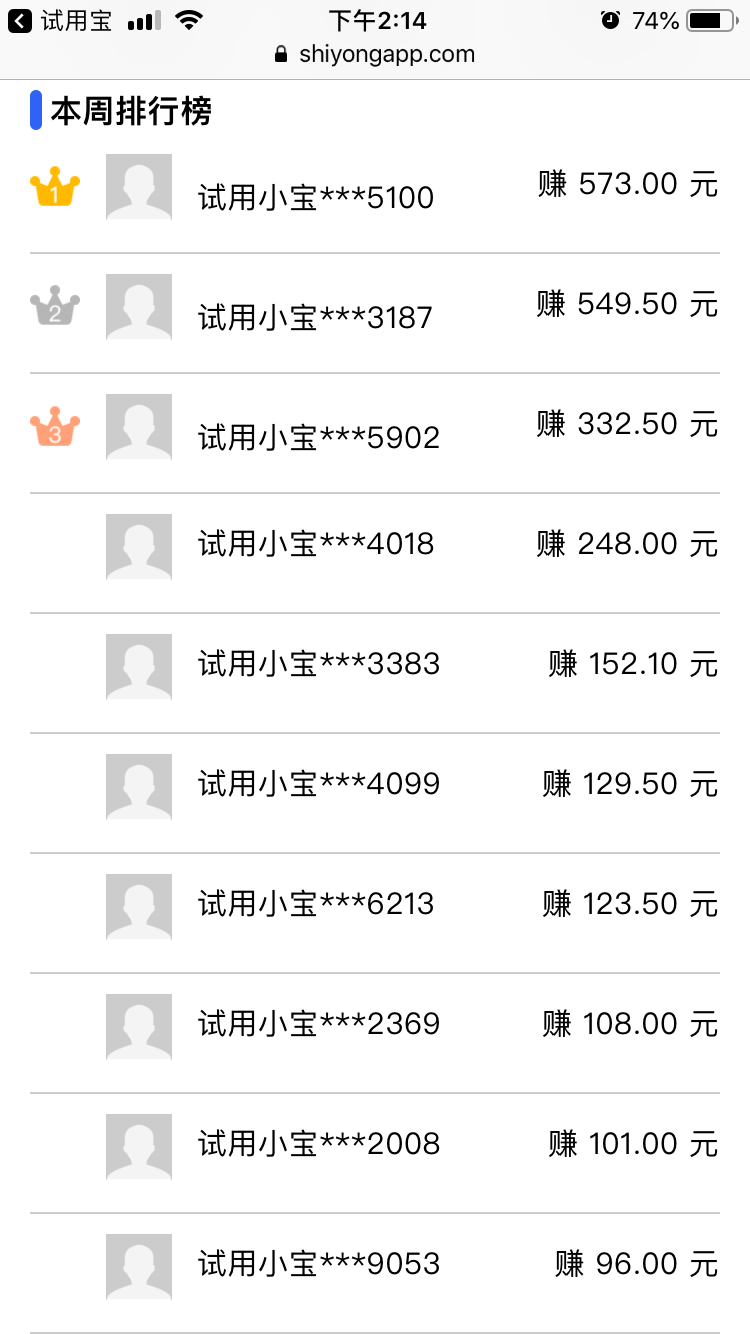 试用宝 下午2:14 74%
shiyongapp.com
本周排行榜
1 试用小宝***5100 赚 573.00 元
2 试用小宝***3187 赚 549.50 元
3 试用小宝***5902 赚 332.50 元
试用小宝***4018 赚 248.00 元
试用小宝***3383 赚 152.10 元
试用小宝***4099 赚 129.50 元
试用小宝***6213 赚 123.50 元
试用小宝***2369 赚 108.00 元
试用小宝***2008 赚 101.00 元
试用小宝***9053 赚 96.00 元